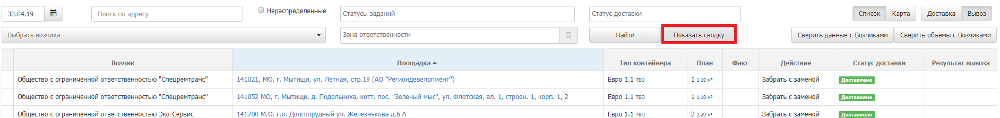 30.04.19 Поиск по адресу Нераспределенные Статусы заданий Статус доставки Список Карта Доставка Вывоз
Выбрать возчика Зона ответственности Найти Показать сводку Сверить данные с Возчиками Сверить объёмы с Возчиками
Возчик Площадка Тип контейнера План Факт Действие Статус доставки Результат вывоза
Общество с ограниченной ответственностью "Спецремтранс" 141021, МО, г. Мытищи, ул. Летная, стр.19 (АО "Региондевелопмент") Евро 1.1 ТБО 1 1,10 м³ Забрать с заменой Доставлено
Общество с ограниченной ответственностью "Спецремтранс" 141052 МО, г. Мытищи, д. Подольниха, котт. пос. "Зеленый мыс", ул. Флотская, вл. 1, строен. 1, корп. 1, 2 Евро 1.1 ТБО 1 1,10 м³ Забрать с заменой Доставлено
Общество с ограниченной ответственностью Эко-Сервис 141700 М.О. г.о. Долгопрудный ул. Железнякова д.6 А Евро 1.1 ТБО 2 2,20 м³ Забрать с заменой Доставлено